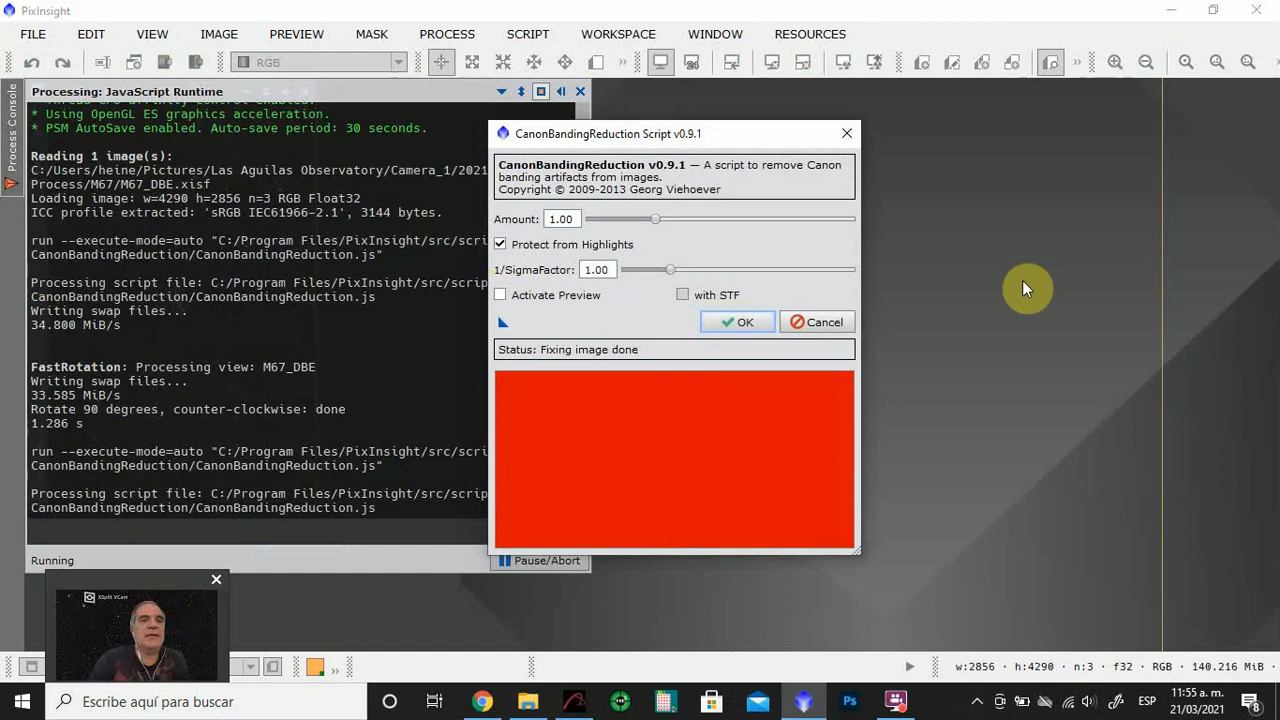 PixInsight
FILE EDIT VIEW IMAGE PREVIEW MASK PROCESS SCRIPT WORKSPACE WINDOW RESOURCES
RGB
Process Console
Processing: JavaScript Runtime
* Using OpenGL ES graphics acceleration.
* PSM AutoSave enabled. Auto-save period: 30 seconds.
Reading 1 image(s):
C:/Users/heine/Pictures/Las Aguilas Observatory/Camera_1/2021
Process/M67/M67_DBE.xisf
Loading image: w=4290 h=2856 n=3 RGB Float32
ICC profile extracted: 'sRGB IEC61966-2.1', 3144 bytes.
run --execute-mode=auto "C:/Program Files/PixInsight/src/scri
CanonBandingReduction/CanonBandingReduction.js"
Processing script file: C:/Program Files/PixInsight/src/scrip
CanonBandingReduction/CanonBandingReduction.js
Writing swap files...
34.800 MiB/s
FastRotation: Processing view: M67_DBE
Writing swap files...
33.585 MiB/s
Rotate 90 degrees, counter-clockwise: done
1.286 s
run --execute-mode=auto "C:/Program Files/PixInsight/src/scri
CanonBandingReduction/CanonBandingReduction.js"
Processing script file: C:/Program Files/PixInsight/src/scrip
CanonBandingReduction/CanonBandingReduction.js
Running
Pause/Abort
CanonBandingReduction Script v0.9.1
CanonBandingReduction v0.9.1 — A script to remove Canon
banding artifacts from images.
Copyright © 2009-2013 Georg Viehoever
Amount: 1.00
Protect from Highlights
1/SigmaFactor: 1.00
Activate Preview with STF
OK Cancel
Status: Fixing image done
XSplit VCam
w:2856 · h:4290 · n:3 · f32 · RGB · 140.216 MiB
Escribe aquí para buscar
Ps
ESP
11:55 a. m.
21/03/2021
8